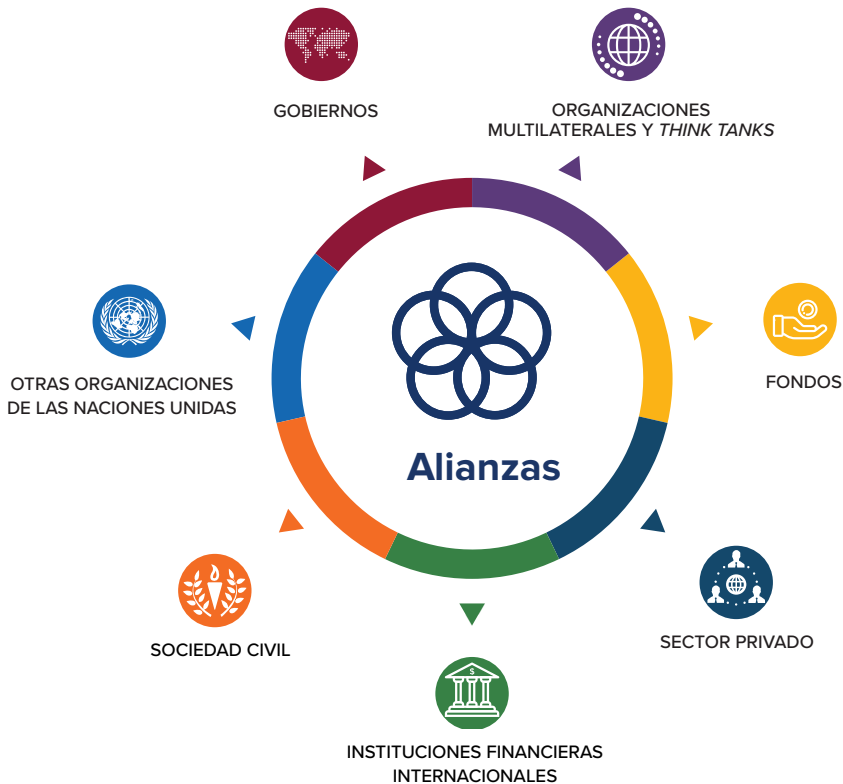 GOBIERNOS
ORGANIZACIONES
MULTILATERALES Y THINK TANKS
OTRAS ORGANIZACIONES
DE LAS NACIONES UNIDAS
FONDOS
Alianzas
SOCIEDAD CIVIL
SECTOR PRIVADO
$
INSTITUCIONES FINANCIERAS
INTERNACIONALES